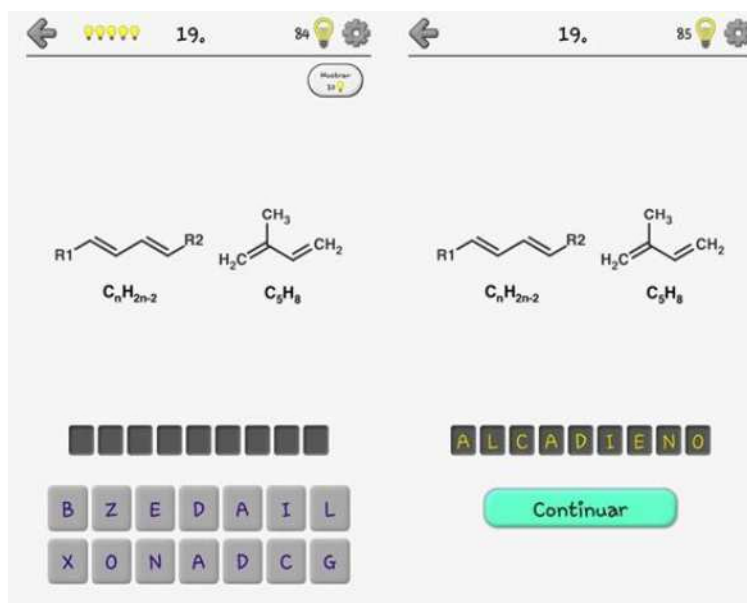 19.
84
Mostrar
10
CH₃
R1
R2
H₂C
CH₂
CₙH₂ₙ₋₂
C₅H₈
B Z E D A I L
X O N A D C G
19.
85
CH₃
R1
R2
H₂C
CH₂
CₙH₂ₙ₋₂
C₅H₈
ALCADIENO
Continuar